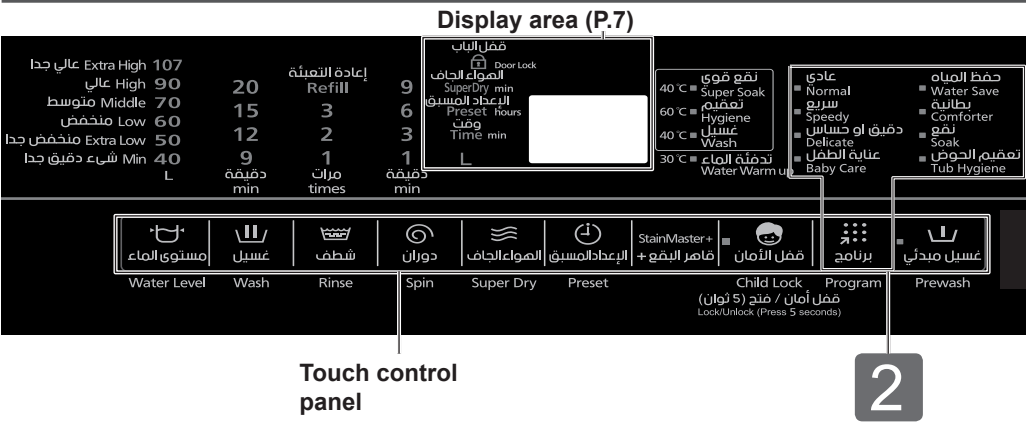 Display area (P.7)
قفل الباب
Door Lock
الهواء الجاف
SuperDry min
الإعداد المسبق
Preset hours
وقت
Time min
L
عالي جدا Extra High 107
عالي High 90
متوسط Middle 70
منخفض Low 60
منخفض جدا Extra Low 50
شىء دقيق جدا Min 40
L
20
15
12
9
دقيقة
min
إعادة التعبئة
Refill
3
2
1
مرات
times
9
6
3
1
دقيقة
min
40 °C نقع قوي
Super Soak
60 °C تعقيم
Hygiene
40 °C غسيل
Wash
30 °C تدفئة الماء
Water Warm up
عادي
Normal
سريع
Speedy
دقيق او حساس
Delicate
عناية الطفل
Baby Care
حفظ المياه
Water Save
بطانية
Comforter
نقع
Soak
تعقيم الحوض
Tub Hygiene
مستوى الماء
Water Level
غسيل
Wash
شطف
Rinse
دوران
Spin
الهواء الجاف
Super Dry
الإعداد المسبق
Preset
StainMaster+
قاهر البقع +
قفل الأمان
Child Lock
قفل أمان / فتح (5 ثوان)
Lock/Unlock (Press 5 seconds)
برنامج
Program
غسيل مبدئي
Prewash
Touch control
panel
2